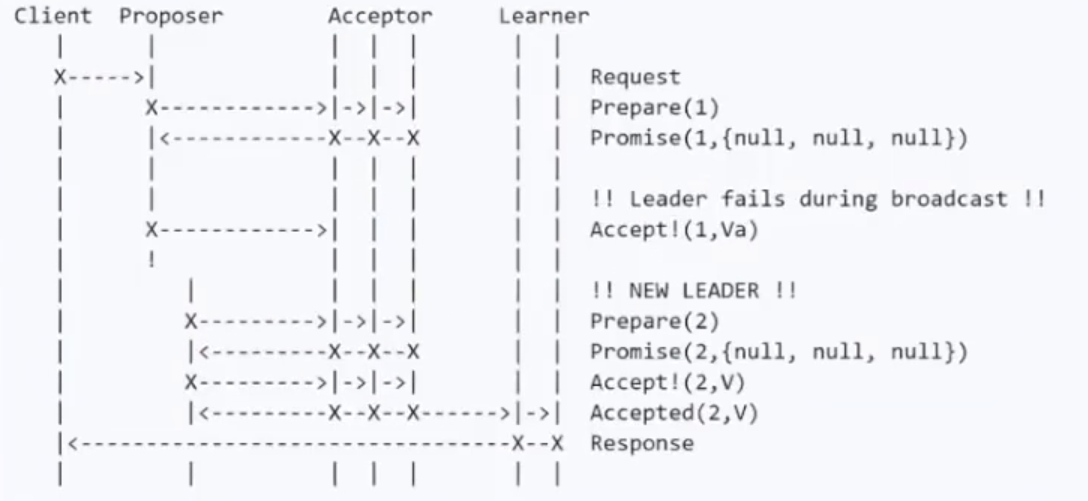 Client Proposer Acceptor Learner
| | | | | | |
X----->| | | | | | Request
| X------------>|->|->| | | Prepare(1)
| |<------------X--X--X | | Promise(1,{null, null, null})
| | | | | | |
| | | | | | | !! Leader fails during broadcast !!
| X------------>| | | | | Accept!(1,Va)
| ! | | | | |
| | | | | | | !! NEW LEADER !!
| X--------->|->|->| | | Prepare(2)
| |<---------X--X--X | | Promise(2,{null, null, null})
| X--------->|->|->| | | Accept!(2,V)
| |<---------X--X--X------>|->| Accepted(2,V)
|<---------------------------------X--X Response
| | | | | | |